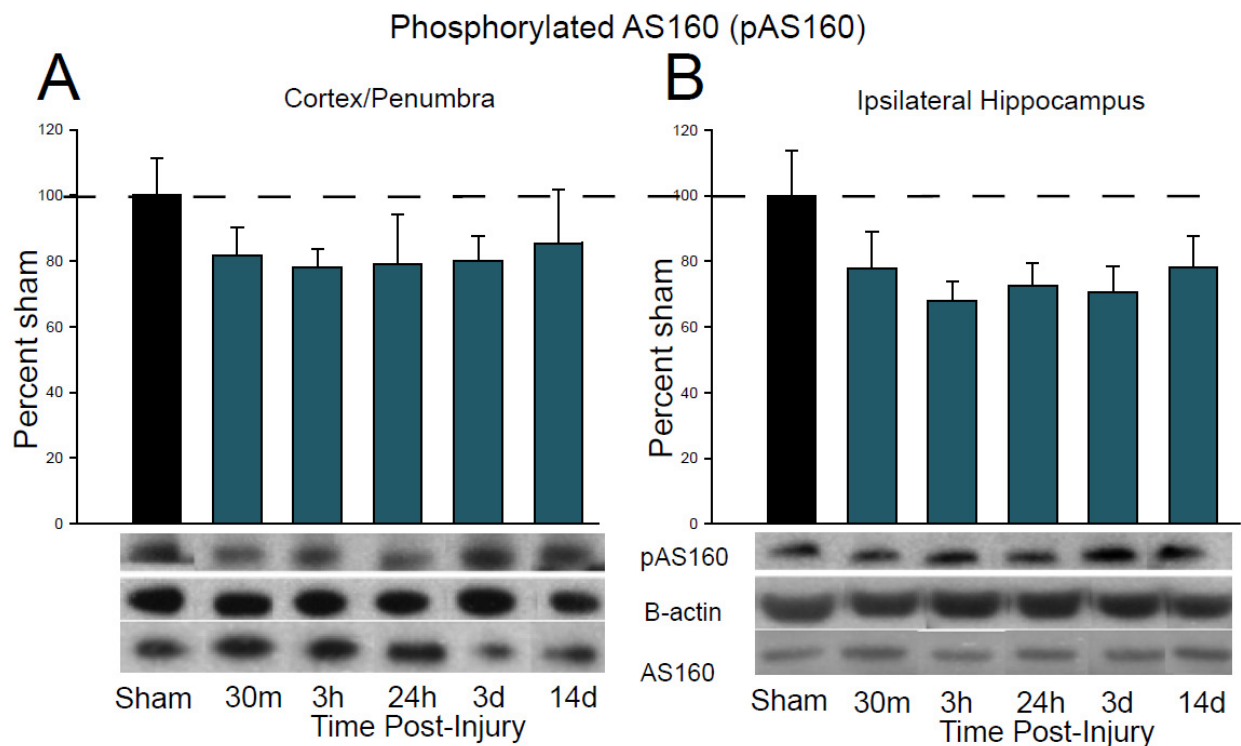 Phosphorylated AS160 (pAS160)
A
Cortex/Penumbra
120
100
80
60
40
20
0
Percent sham
B
Ipsilateral Hippocampus
120
100
80
60
40
20
0
Percent sham
pAS160
B-actin
AS160
Sham 30m 3h 24h 3d 14d
Time Post-Injury
Sham 30m 3h 24h 3d 14d
Time Post-Injury